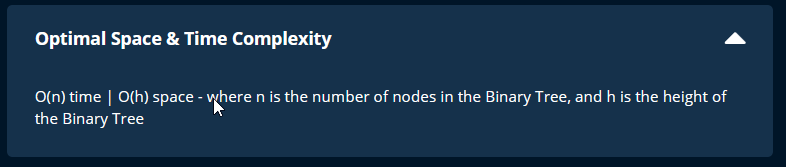 Optimal Space & Time Complexity
O(n) time | O(h) space - where n is the number of nodes in the Binary Tree, and h is the height of
the Binary Tree